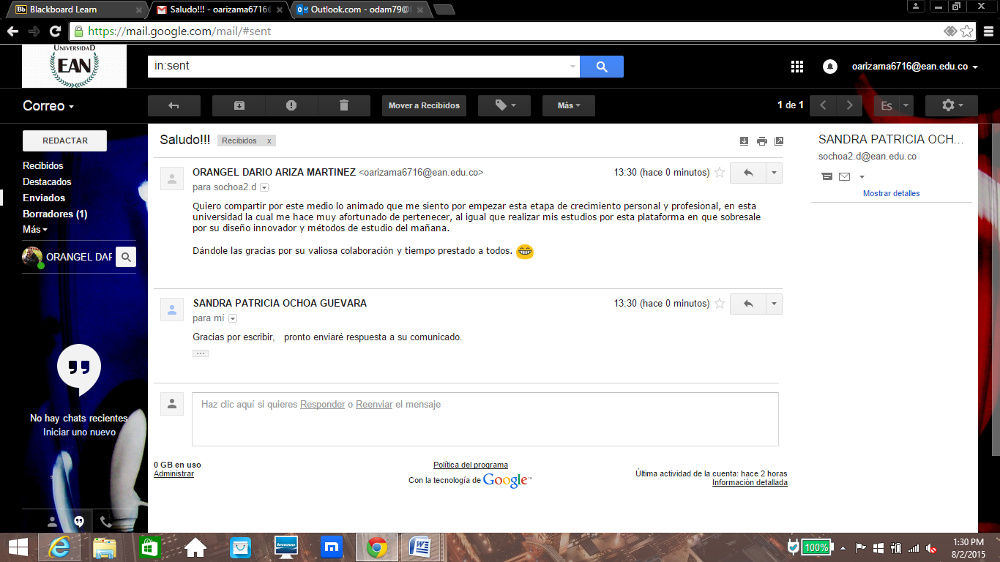 Blackboard Learn
Saludo!!! - oarizama6716@
Outlook.com - odam79@
https://mail.google.com/mail/#sent
UNIVERSIDAD
EAN
in:sent
oarizama6716@ean.edu.co
Correo
Mover a Recibidos
Más
1 de 1
Es
REDACTAR
Recibidos
Destacados
Enviados
Borradores (1)
Más
ORANGEL DAR
No hay chats recientes
Iniciar uno nuevo
Saludo!!!
Recibidos x
ORANGEL DARIO ARIZA MARTINEZ <oarizama6716@ean.edu.co>
13:30 (hace 0 minutos)
para sochoa2.d
Quiero compartir por este medio lo animado que me siento por empezar esta etapa de crecimiento personal y profesional, en esta
universidad la cual me hace muy afortunado de pertenecer, al igual que realizar mis estudios por esta plataforma en que sobresale
por su diseño innovador y métodos de estudio del mañana.
Dándole las gracias por su valiosa colaboración y tiempo prestado a todos.
SANDRA PATRICIA OCHOA GUEVARA
13:30 (hace 0 minutos)
para mí
Gracias por escribir, pronto enviaré respuesta a su comunicado.
Haz clic aquí si quieres Responder o Reenviar el mensaje
0 GB en uso
Administrar
Política del programa
Con la tecnología de Google™
Última actividad de la cuenta: hace 2 horas
Información detallada
SANDRA PATRICIA OCH...
sochoa2.d@ean.edu.co
Mostrar detalles
lenovo
100%
1:30 PM
8/2/2015